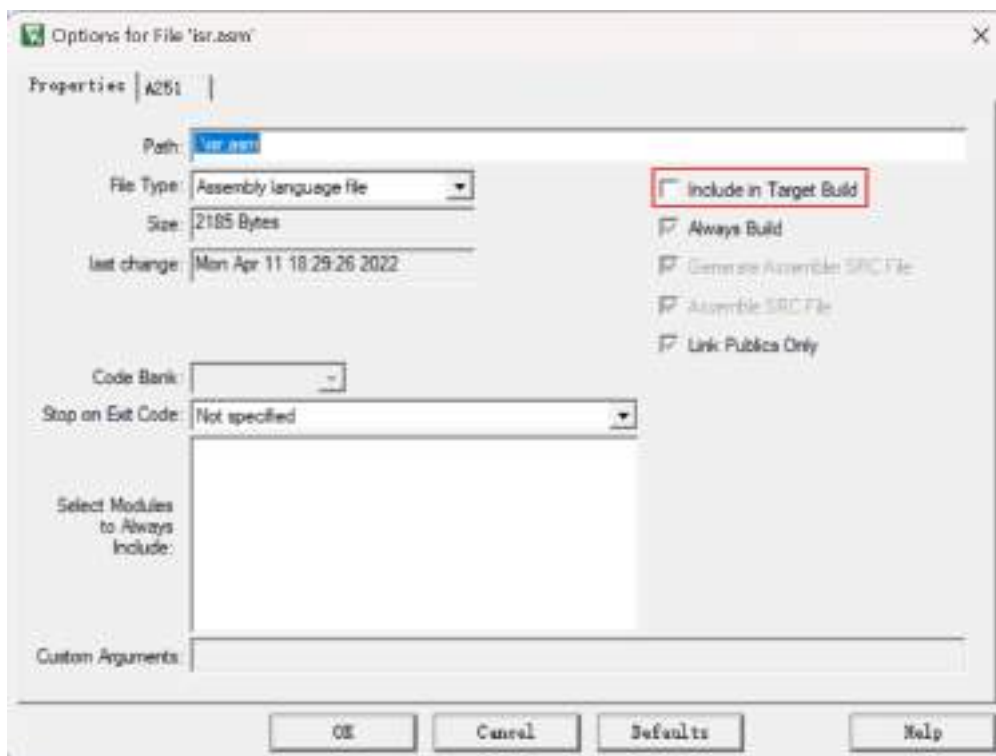 Options for File 'isr.asm'
Properties A251
Path: .\isr.asm
File Type: Assembly language file
Include in Target Build
Size: 2185 Bytes
Always Build
last change: Mon Apr 11 18:29:26 2022
Generate Assembler SRC File
Assemble SRC File
Link Publics Only
Code Bank:
Stop on Exit Code: Not specified
Select Modules
to Always
Include:
Custom Arguments:
OK Cancel Defaults Help